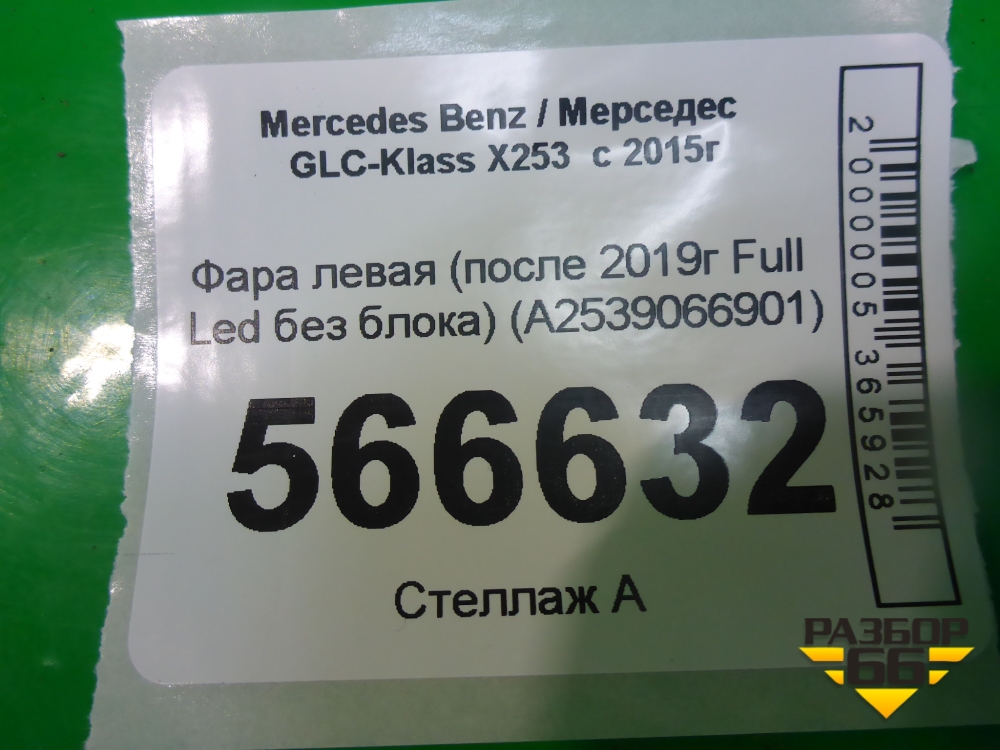 Mercedes Benz / Мерседес
GLC-Klass X253 с 2015г
Фара левая (после 2019г Full
Led без блока) (A2539066901)
566632
Стеллаж А
2000005365928
РАЗБОР
66